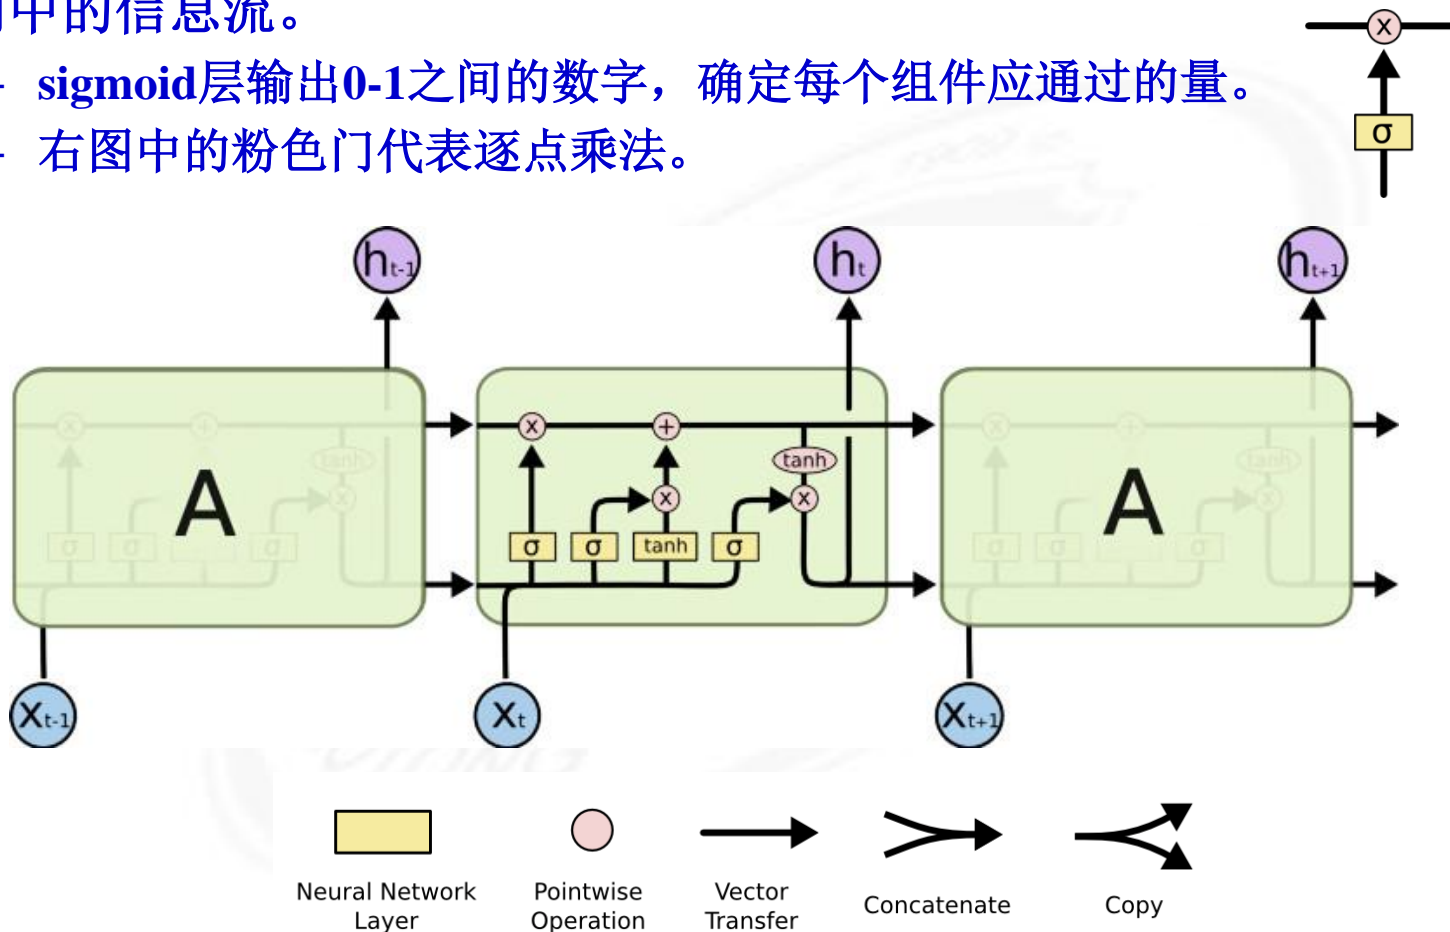 中的信息流。
- sigmoid层输出0-1之间的数字，确定每个组件应通过的量。
- 右图中的粉色门代表逐点乘法。
x
σ
ht-1 ht ht+1
x + tanh x σ σ σ
A
x + tanh x σ σ tanh σ
A
x + tanh x σ σ σ
Xt-1 Xt Xt+1
Neural Network Layer
Pointwise Operation
Vector Transfer
Concatenate
Copy